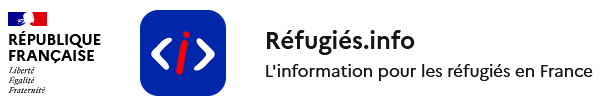 RÉPUBLIQUE
FRANÇAISE
Liberté
Égalité
Fraternité
<i>
Réfugiés.info
L'information pour les réfugiés en France